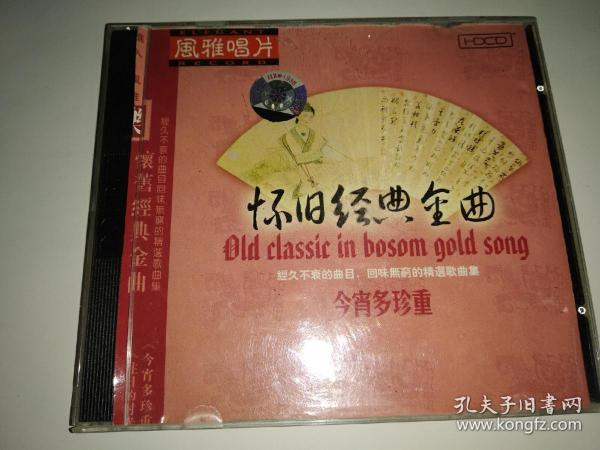 ELEGANT
風雅唱片
RECORD
HDCD
怀旧经典金曲
Old classic in bosom gold song
經久不衰的曲目，回味無窮的精選歌曲集
今宵多珍重
經久不衰的曲目回味無窮的精選歌曲集
懷舊經典金曲
《今宵多珍重
孔夫子旧书网
www.kongfz.com